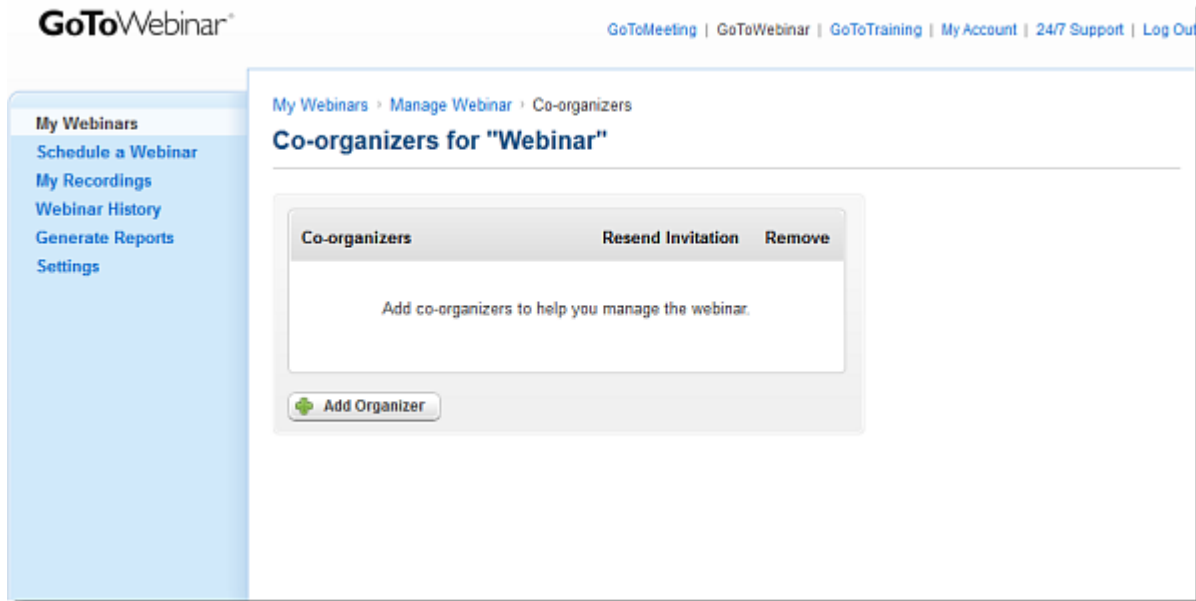 GoToWebinar®
GoToMeeting | GoToWebinar | GoToTraining | My Account | 24/7 Support | Log Out
My Webinars
Schedule a Webinar
My Recordings
Webinar History
Generate Reports
Settings
My Webinars › Manage Webinar › Co-organizers
Co-organizers for "Webinar"
Co-organizers Resend Invitation Remove
Add co-organizers to help you manage the webinar.
Add Organizer